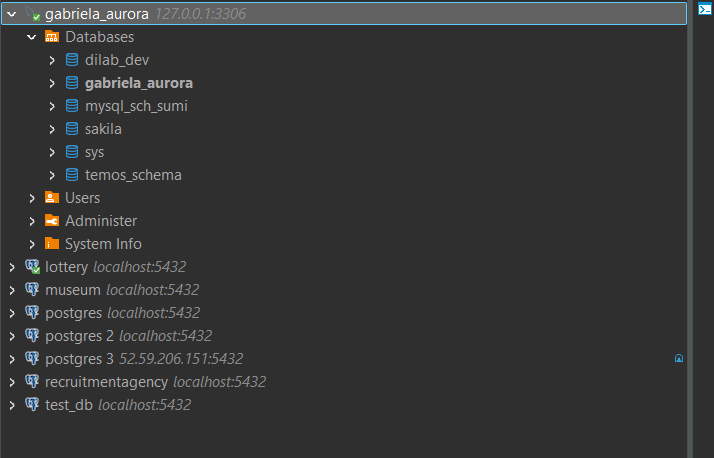 gabriela_aurora 127.0.0.1:3306
Databases
dilab_dev
gabriela_aurora
mysql_sch_sumi
sakila
sys
temos_schema
Users
Administer
System Info
lottery localhost:5432
museum localhost:5432
postgres localhost:5432
postgres 2 localhost:5432
postgres 3 52.59.206.151:5432
recruitmentagency localhost:5432
test_db localhost:5432